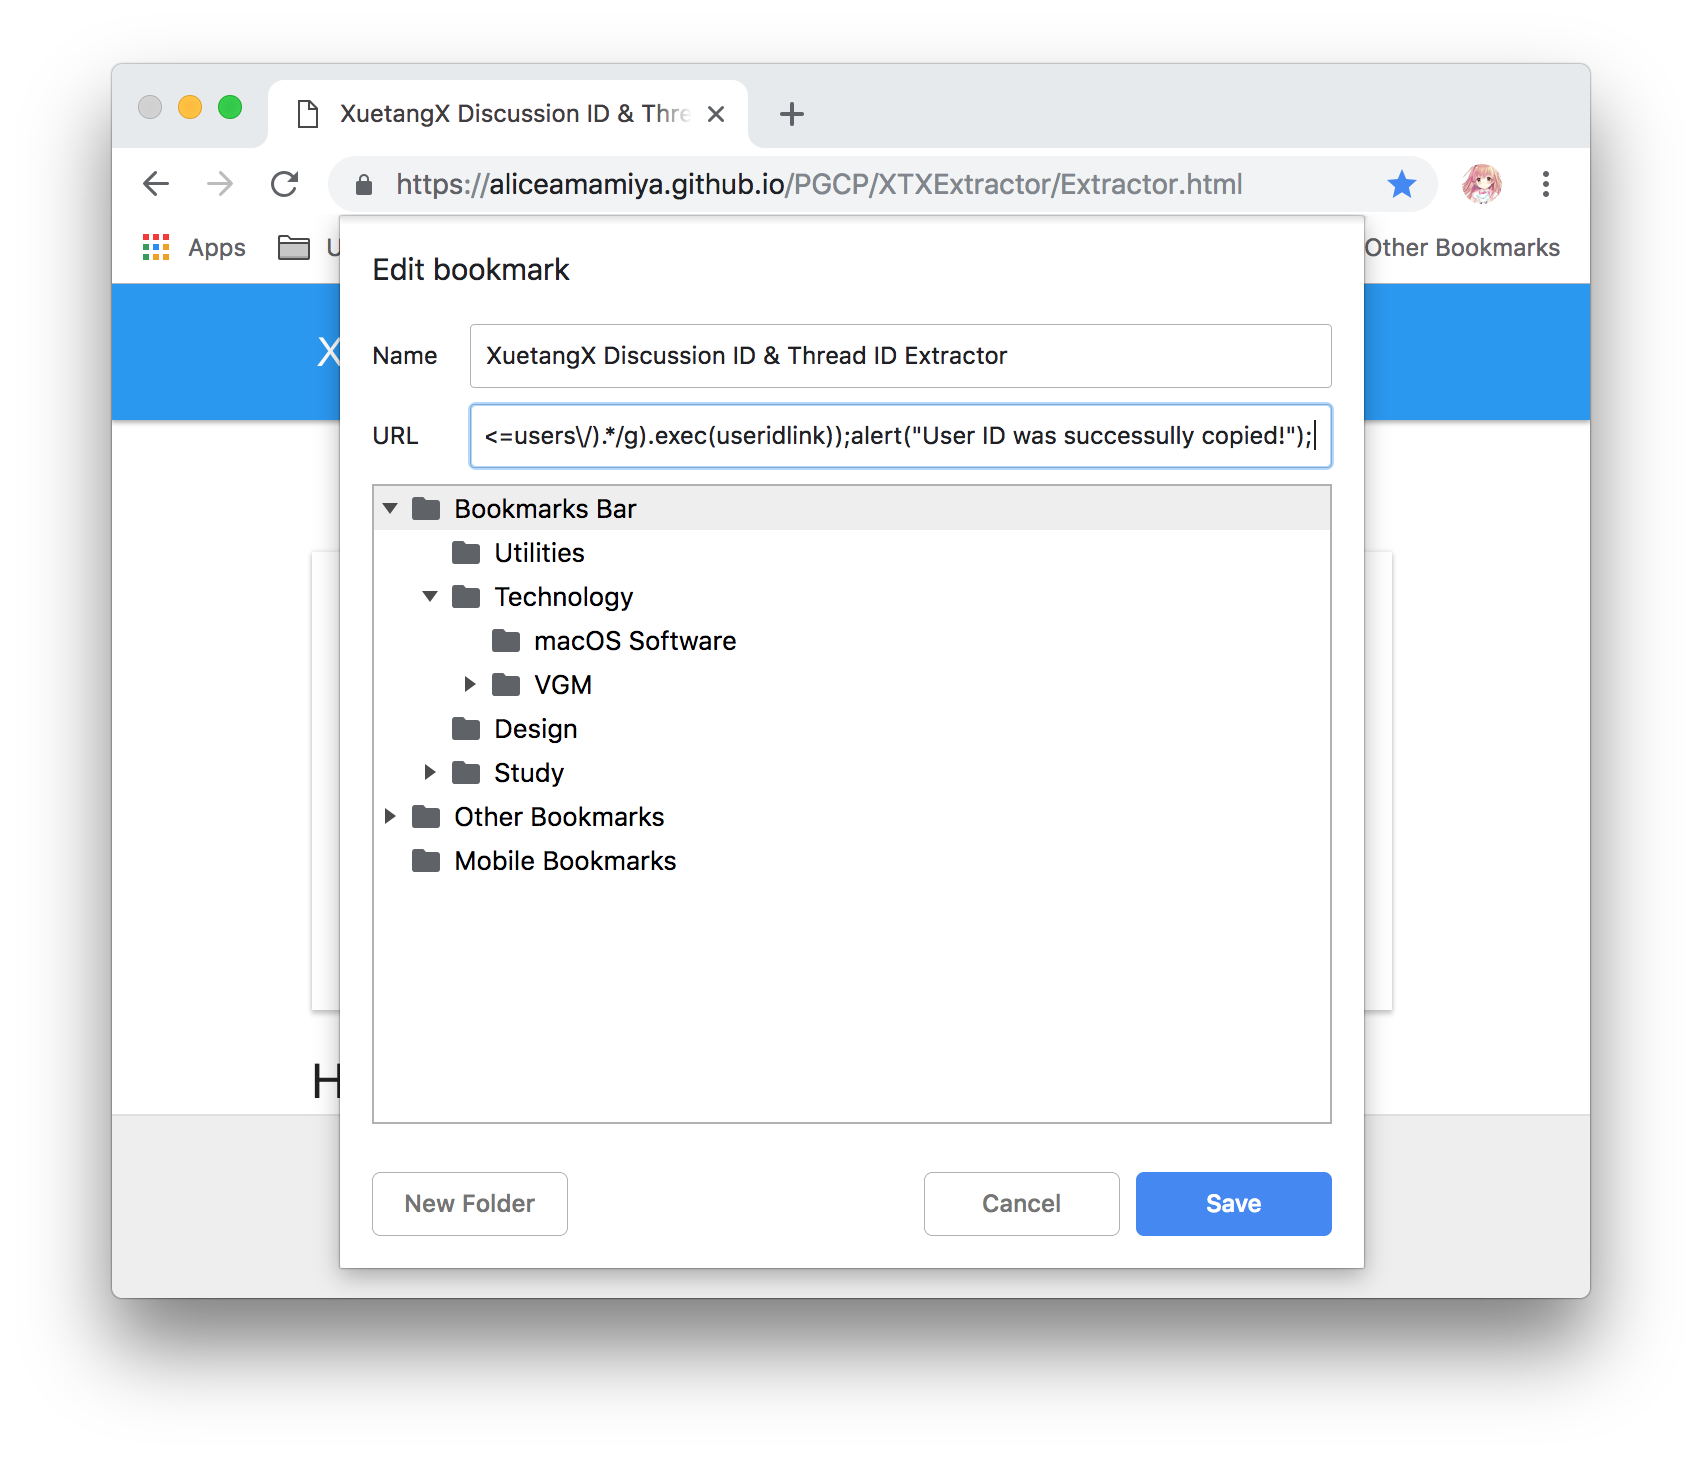 XuetangX Discussion ID & Thre
https://aliceamamiya.github.io/PGCP/XTXExtractor/Extractor.html
Apps
U
Other Bookmarks
X
Edit bookmark
Name
XuetangX Discussion ID & Thread ID Extractor
URL
<=users\/).*/g).exec(useridlink));alert("User ID was successully copied!");
Bookmarks Bar
Utilities
Technology
macOS Software
VGM
Design
Study
Other Bookmarks
Mobile Bookmarks
H
New Folder
Cancel
Save